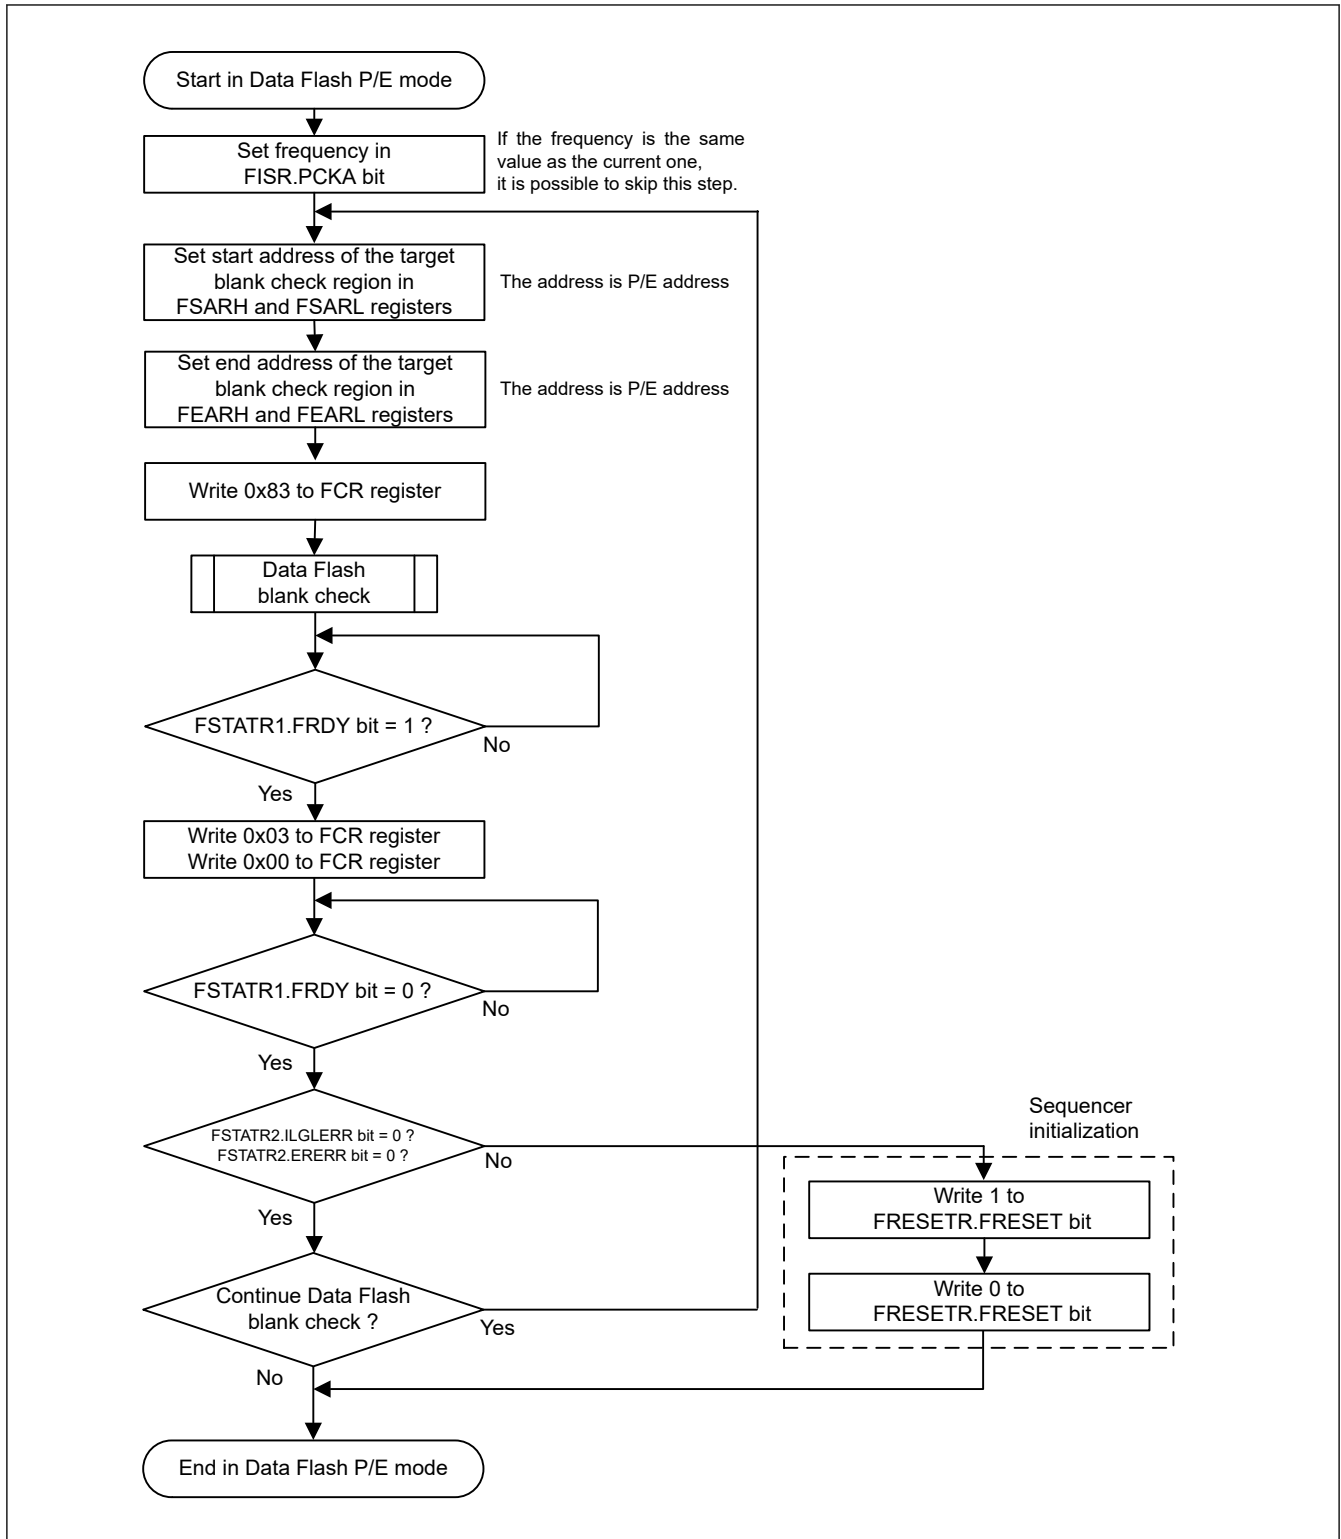 Start in Data Flash P/E mode
Set frequency in
FISR.PCKA bit
If the frequency is the same
value as the current one,
it is possible to skip this step.
Set start address of the target
blank check region in
FSARH and FSARL registers
The address is P/E address
Set end address of the target
blank check region in
FEARH and FEARL registers
The address is P/E address
Write 0x83 to FCR register
Data Flash
blank check
FSTATR1.FRDY bit = 1 ?
No
Yes
Write 0x03 to FCR register
Write 0x00 to FCR register
FSTATR1.FRDY bit = 0 ?
No
Yes
FSTATR2.ILGLERR bit = 0 ?
FSTATR2.ERERR bit = 0 ?
No
Yes
Sequencer
initialization
Write 1 to
FRESETR.FRESET bit
Write 0 to
FRESETR.FRESET bit
Continue Data Flash
blank check ?
Yes
No
End in Data Flash P/E mode